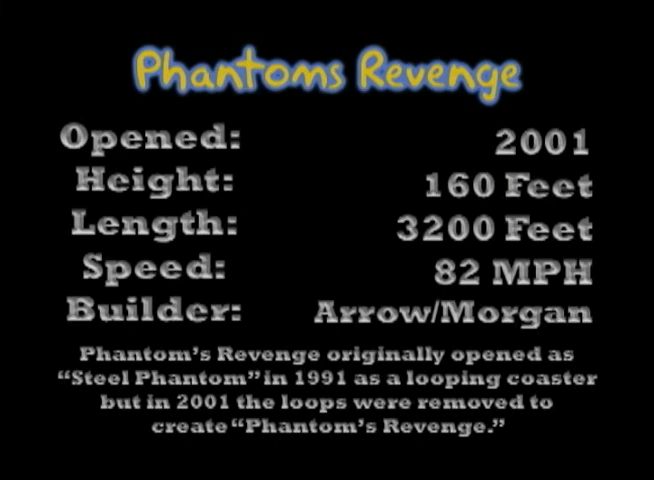 Phantoms Revenge
Opened: 2001
Height: 160 Feet
Length: 3200 Feet
Speed: 82 MPH
Builder: Arrow/Morgan
Phantom's Revenge originally opened as
"Steel Phantom" in 1991 as a looping coaster
but in 2001 the loops were removed to
create "Phantom's Revenge."